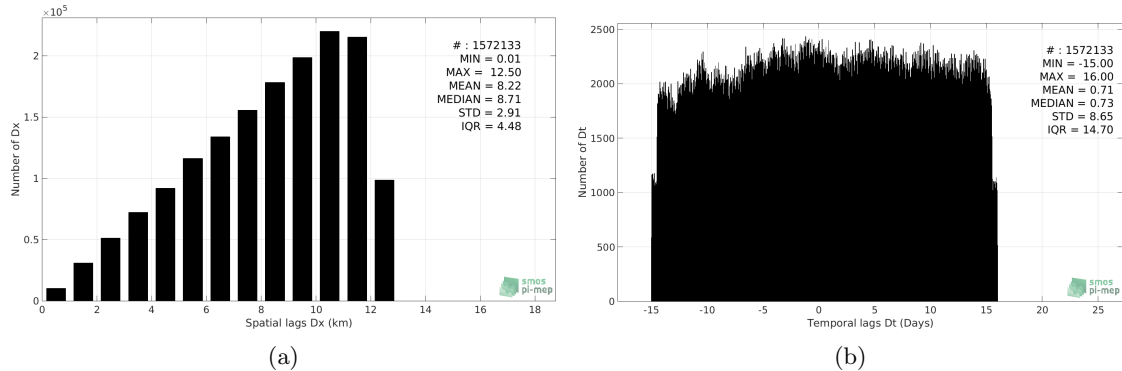 ×10^5
2
1.5
1
0.5
0
Number of Dx
# : 1572133
MIN = 0.01
MAX = 12.50
MEAN = 8.22
MEDIAN = 8.71
STD = 2.91
IQR = 4.48
smos
pi-mep
0 2 4 6 8 10 12 14 16 18
Spatial lags Dx (km)
(a)
2500
2000
1500
1000
500
0
Number of Dt
# : 1572133
MIN = -15.00
MAX = 16.00
MEAN = 0.71
MEDIAN = 0.73
STD = 8.65
IQR = 14.70
smos
pi-mep
-15 -10 -5 0 5 10 15 20 25
Temporal lags Dt (Days)
(b)